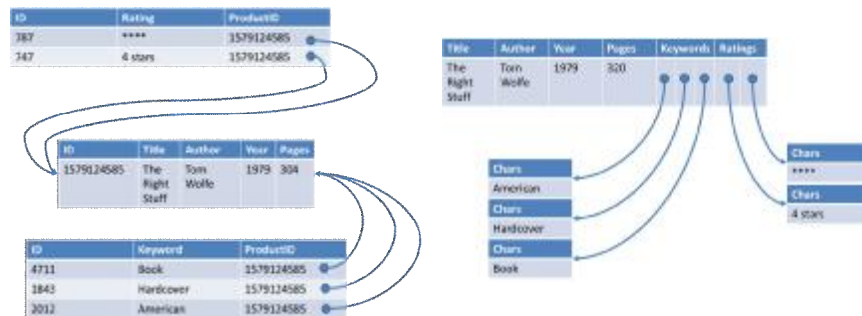 ID Rating ProductID
787 **** 1579124585
747 4 stars 1579124585
ID Title Author Year Pages
1579124585 The Right Stuff Tom Wolfe 1979 304
ID Keyword ProductID
4711 Book 1579124585
1843 Hardcover 1579124585
2012 American 1579124585
Title Author Year Pages Keywords Ratings
The Right Stuff Tom Wolfe 1979 320
Chars
American
Chars
Hardcover
Chars
Book
Chars
****
Chars
4 stars